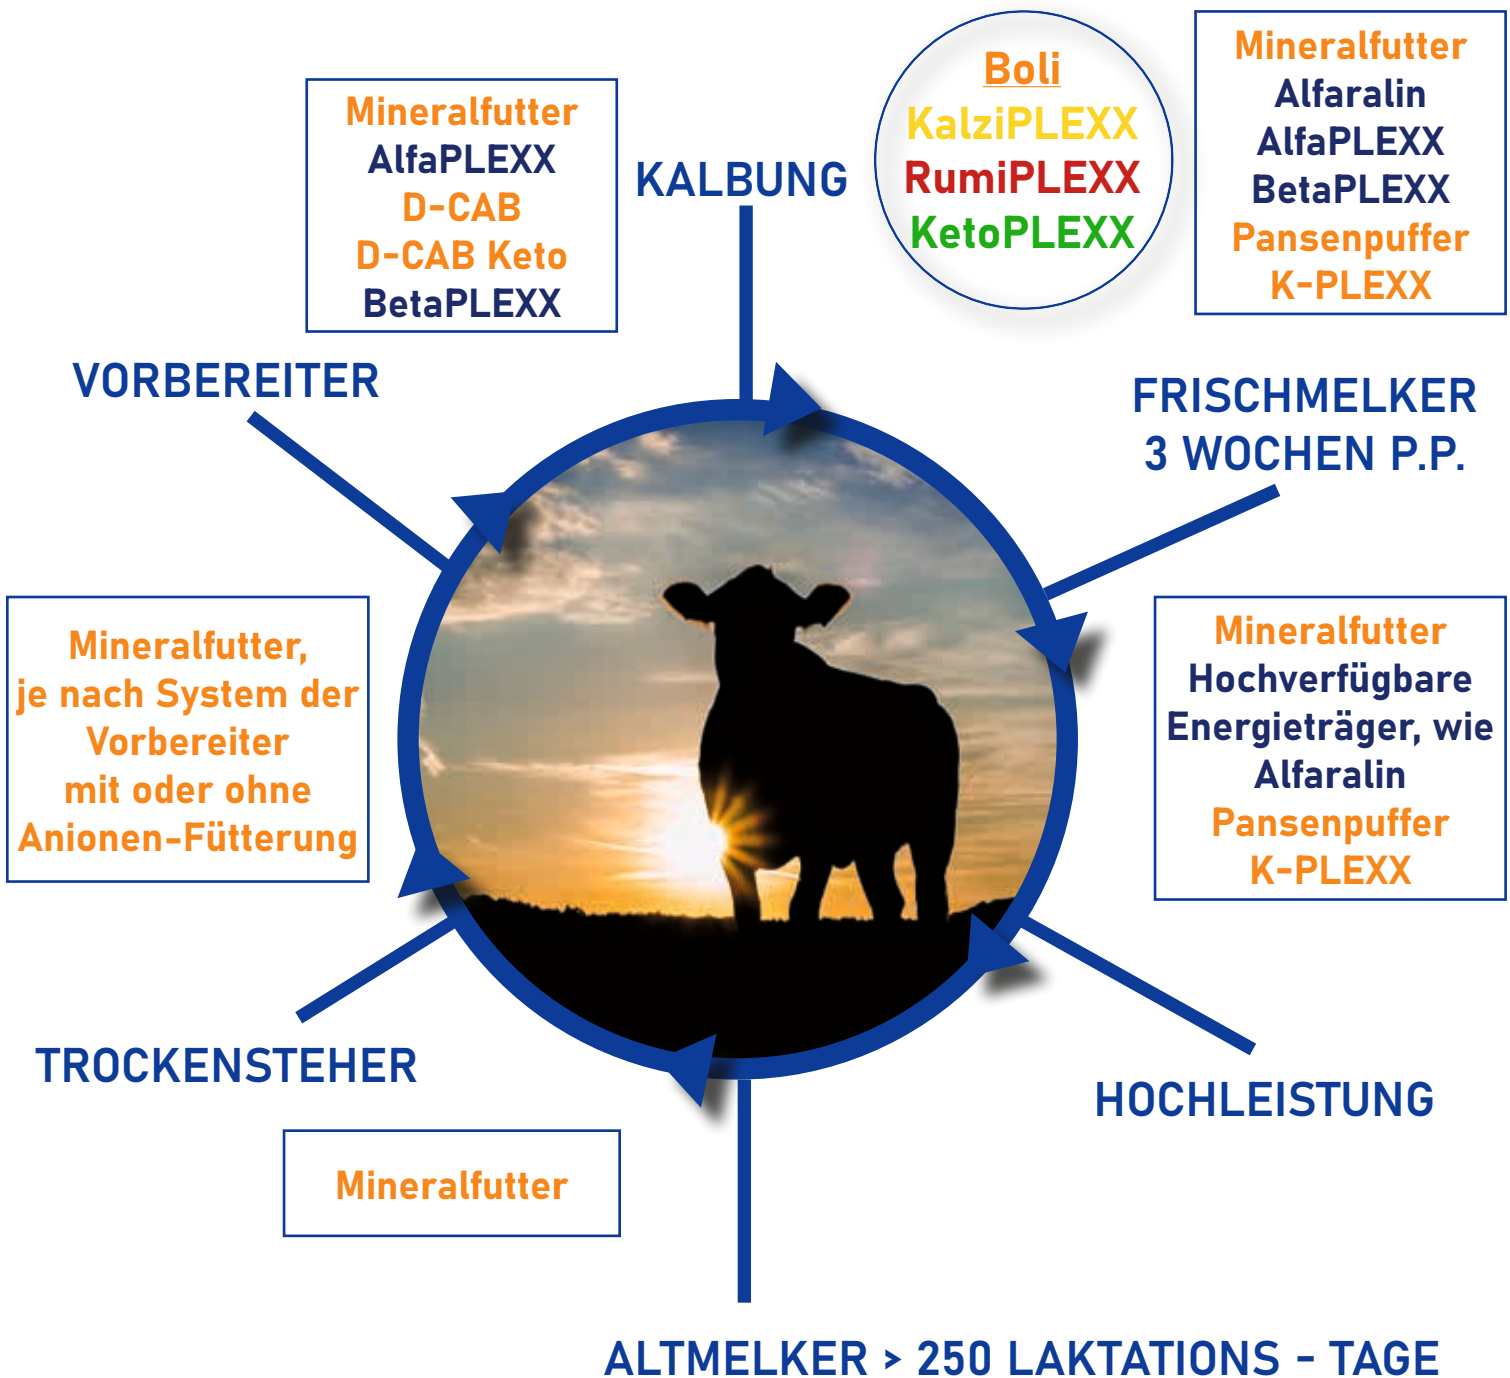 Boli
KalziPLEXX
RumiPLEXX
KetoPLEXX
Mineralfutter
Alfaralin
AlfaPLEXX
BetaPLEXX
Pansenpuffer
K-PLEXX
Mineralfutter
AlfaPLEXX
D-CAB
D-CAB Keto
BetaPLEXX
KALBUNG
VORBEREITER
FRISCHMELKER
3 WOCHEN P.P.
Mineralfutter,
je nach System der
Vorbereiter
mit oder ohne
Anionen-Fütterung
Mineralfutter
Hochverfügbare
Energieträger, wie
Alfaralin
Pansenpuffer
K-PLEXX
TROCKENSTEHER
HOCHLEISTUNG
Mineralfutter
ALTMELKER > 250 LAKTATIONS - TAGE